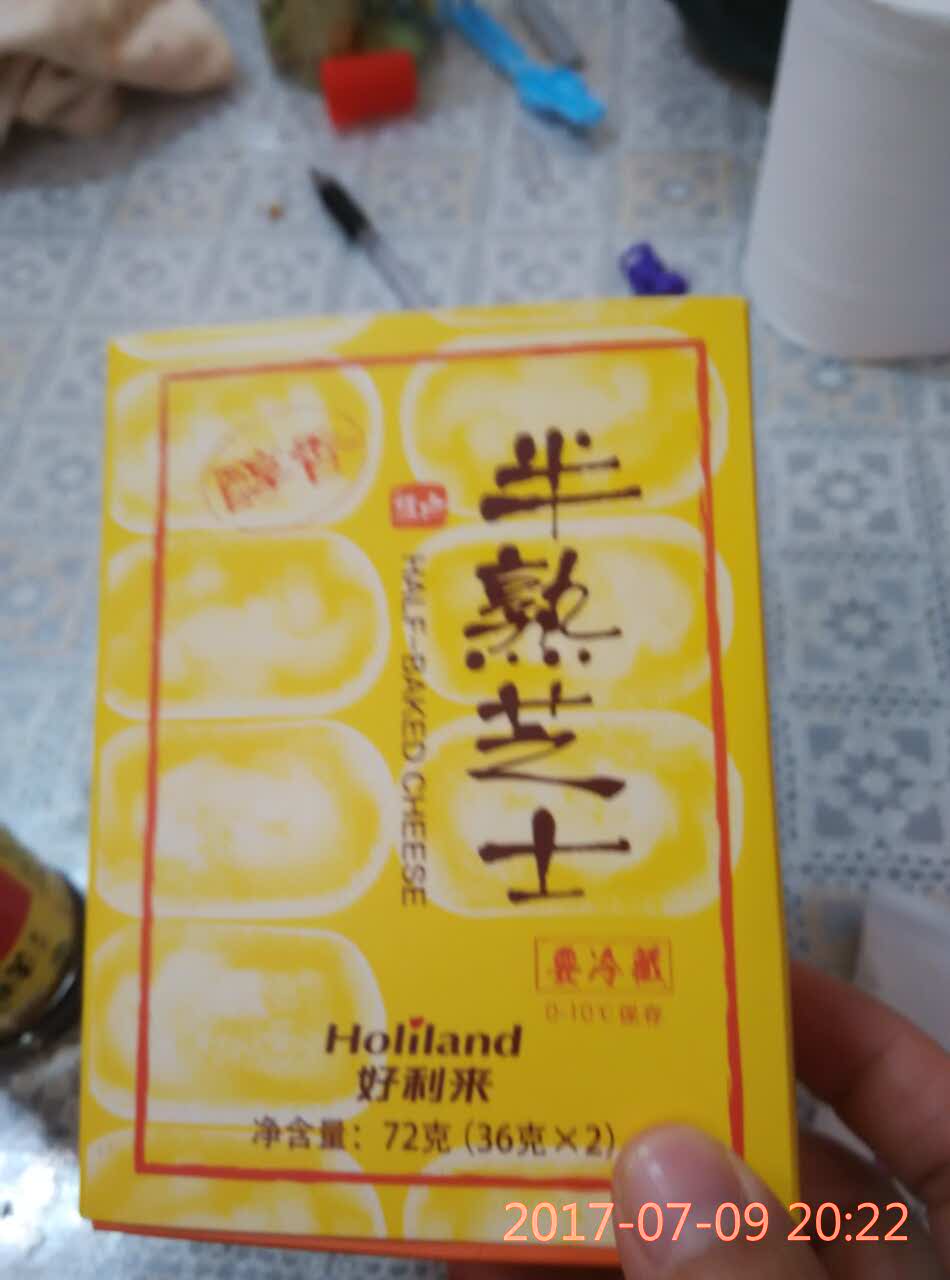 半熟芝士
HALF-BAKED CHEESE
要冷藏
0-10℃保存
Holiland
好利来
净含量：72克(36克×2)
2017-07-09 20:22